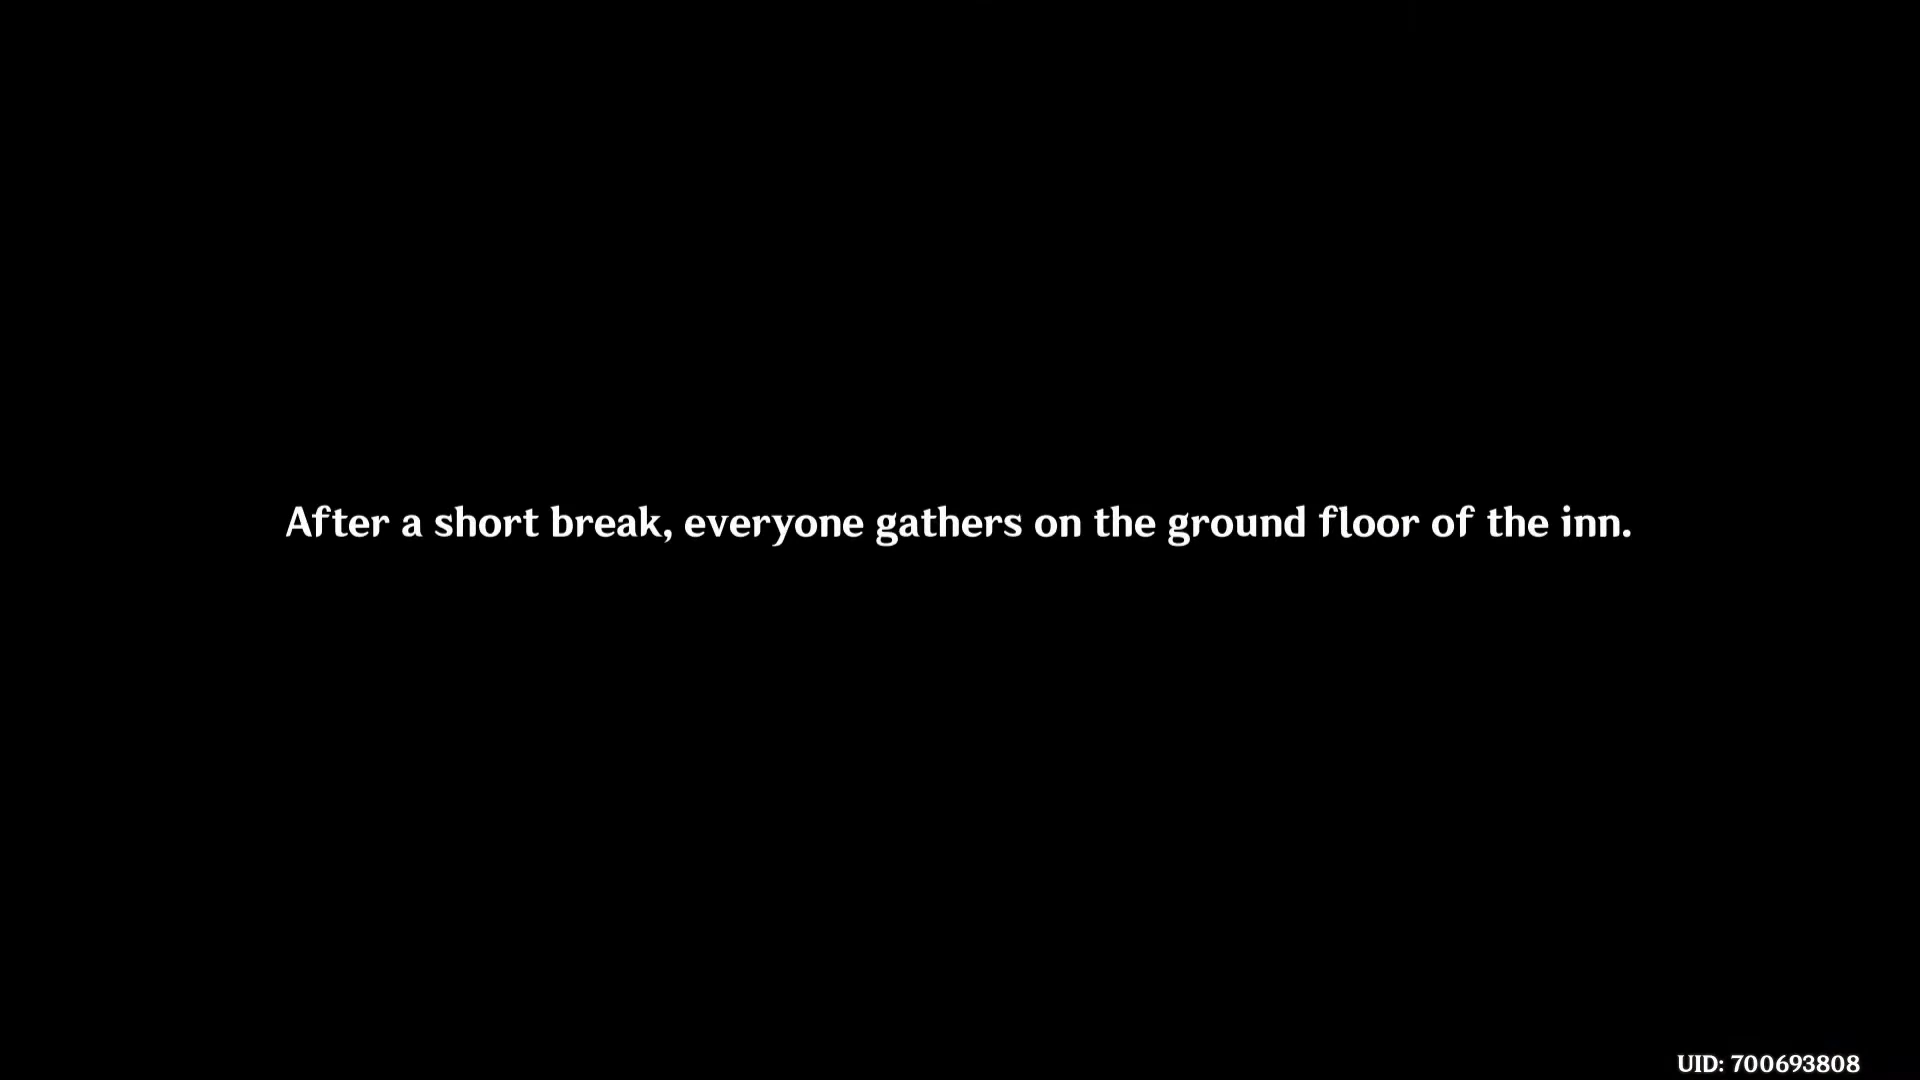 After a short break, everyone gathers on the ground floor of the inn.
UID: 700693808